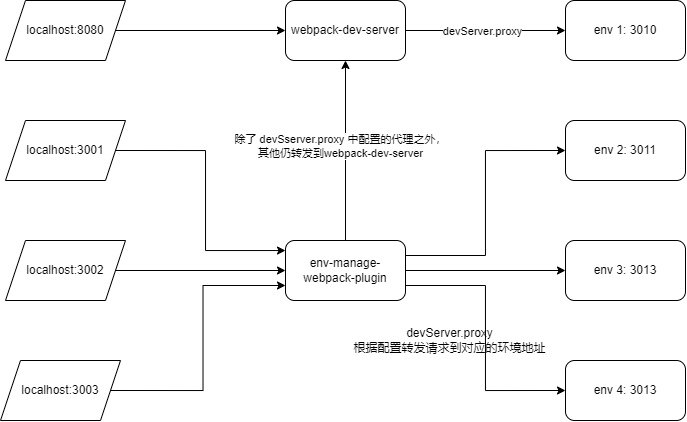 localhost:8080
webpack-dev-server
devServer.proxy
env 1: 3010
除了 devSserver.proxy 中配置的代理之外，
其他仍转发到webpack-dev-server
localhost:3001
env 2: 3011
localhost:3002
env-manage-
webpack-plugin
env 3: 3013
devServer.proxy
根据配置转发请求到对应的环境地址
localhost:3003
env 4: 3013